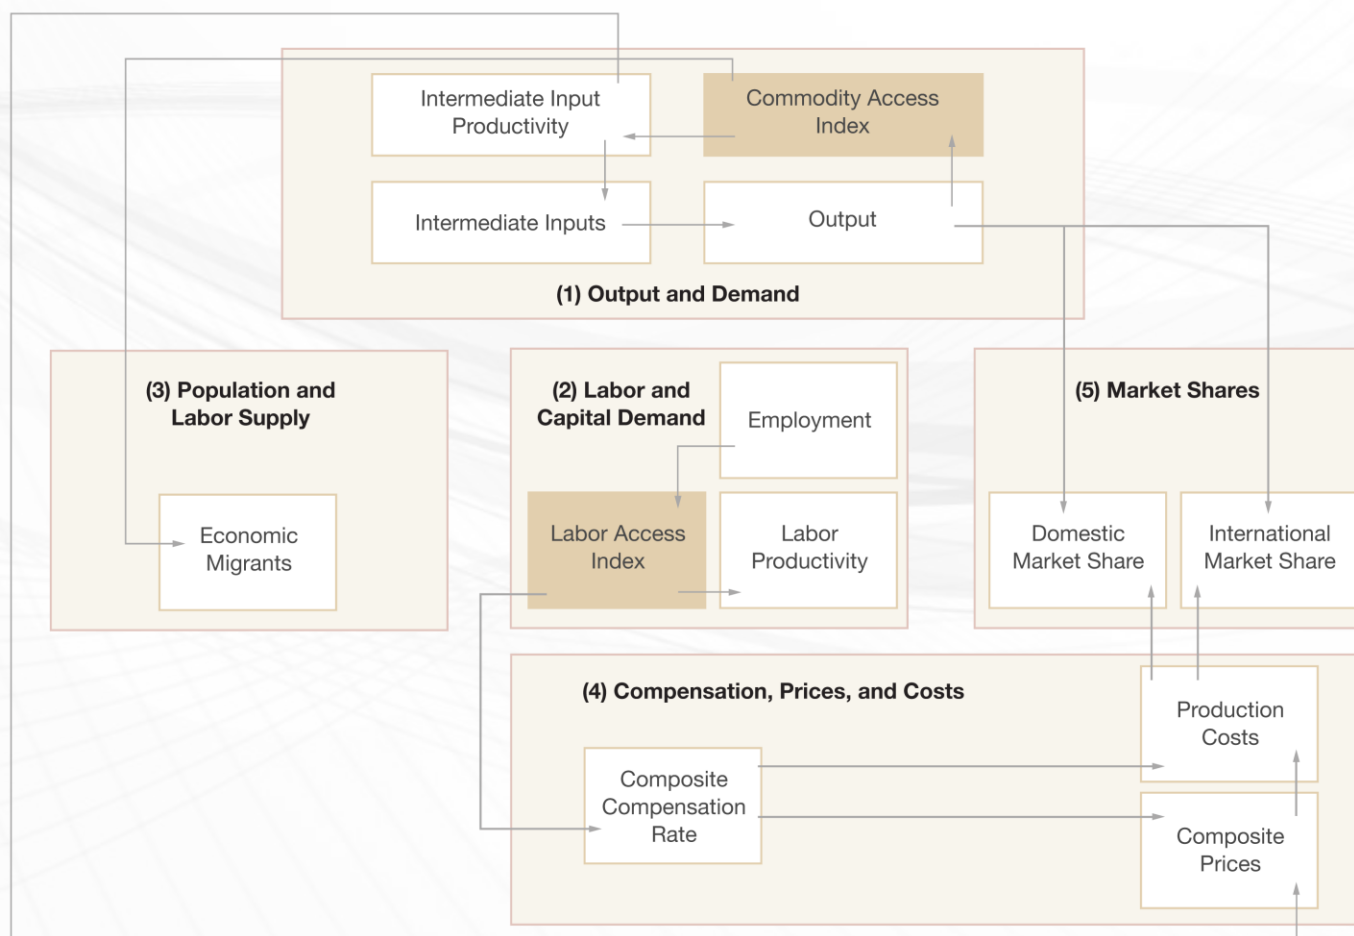 Intermediate Input
Productivity
Commodity Access
Index
Intermediate Inputs
Output
(1) Output and Demand
(3) Population and
Labor Supply
Economic
Migrants
(2) Labor and
Capital Demand
Employment
Labor Access
Index
Labor
Productivity
(5) Market Shares
Domestic
Market Share
International
Market Share
(4) Compensation, Prices, and Costs
Production
Costs
Composite
Compensation
Rate
Composite
Prices